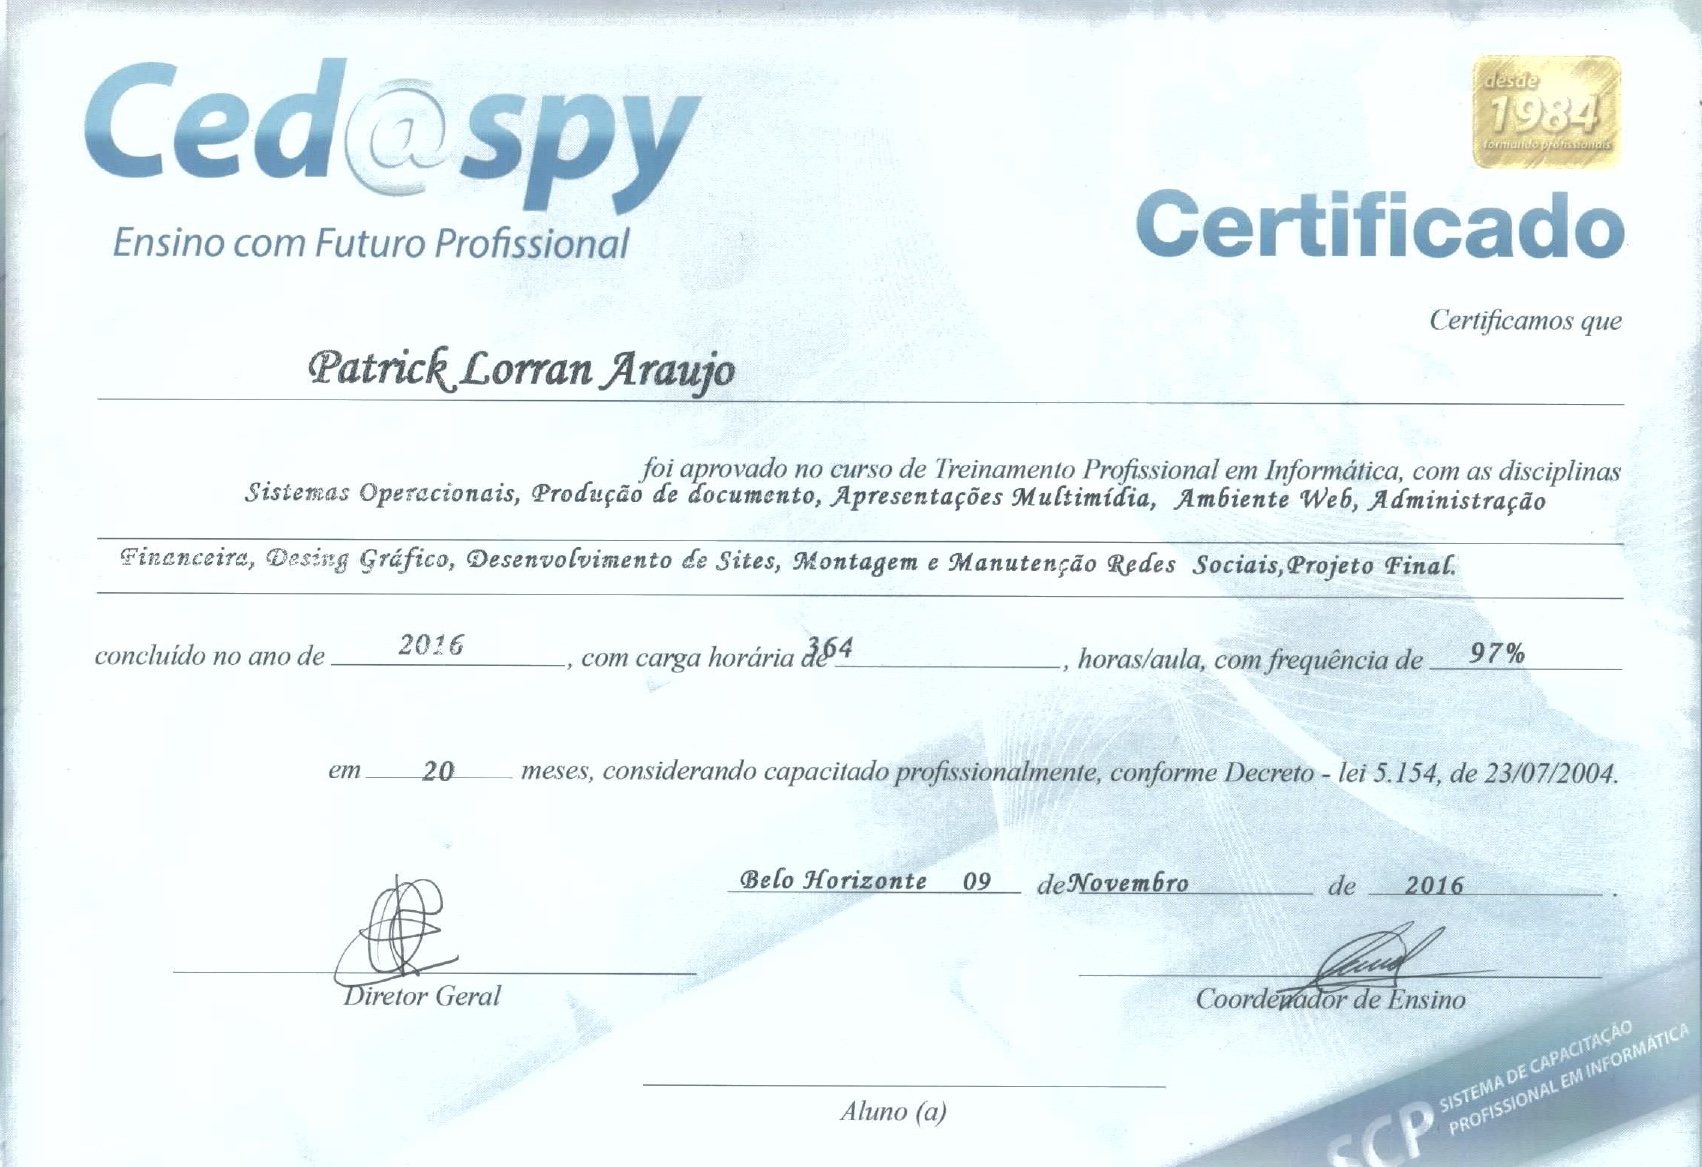 Ced@spy
Ensino com Futuro Profissional
desde
1984
formando profissionais
Certificado
Certificamos que
Patrick Lorran Araujo
foi aprovado no curso de Treinamento Profissional em Informática, com as disciplinas
Sistemas Operacionais, Produção de documento, Apresentações Multimídia, Ambiente Web, Administração
Financeira, Desing Gráfico, Desenvolvimento de Sites, Montagem e Manutenção Redes Sociais,Projeto Final.
concluído no ano de 2016, com carga horária de 364, horas/aula, com frequência de 97%
em 20 meses, considerando capacitado profissionalmente, conforme Decreto - lei 5.154, de 23/07/2004.
Belo Horizonte 09 de Novembro de 2016.
Diretor Geral
Coordenador de Ensino
Aluno (a)
SCP SISTEMA DE CAPACITAÇÃO
PROFISSIONAL EM INFORMÁTICA